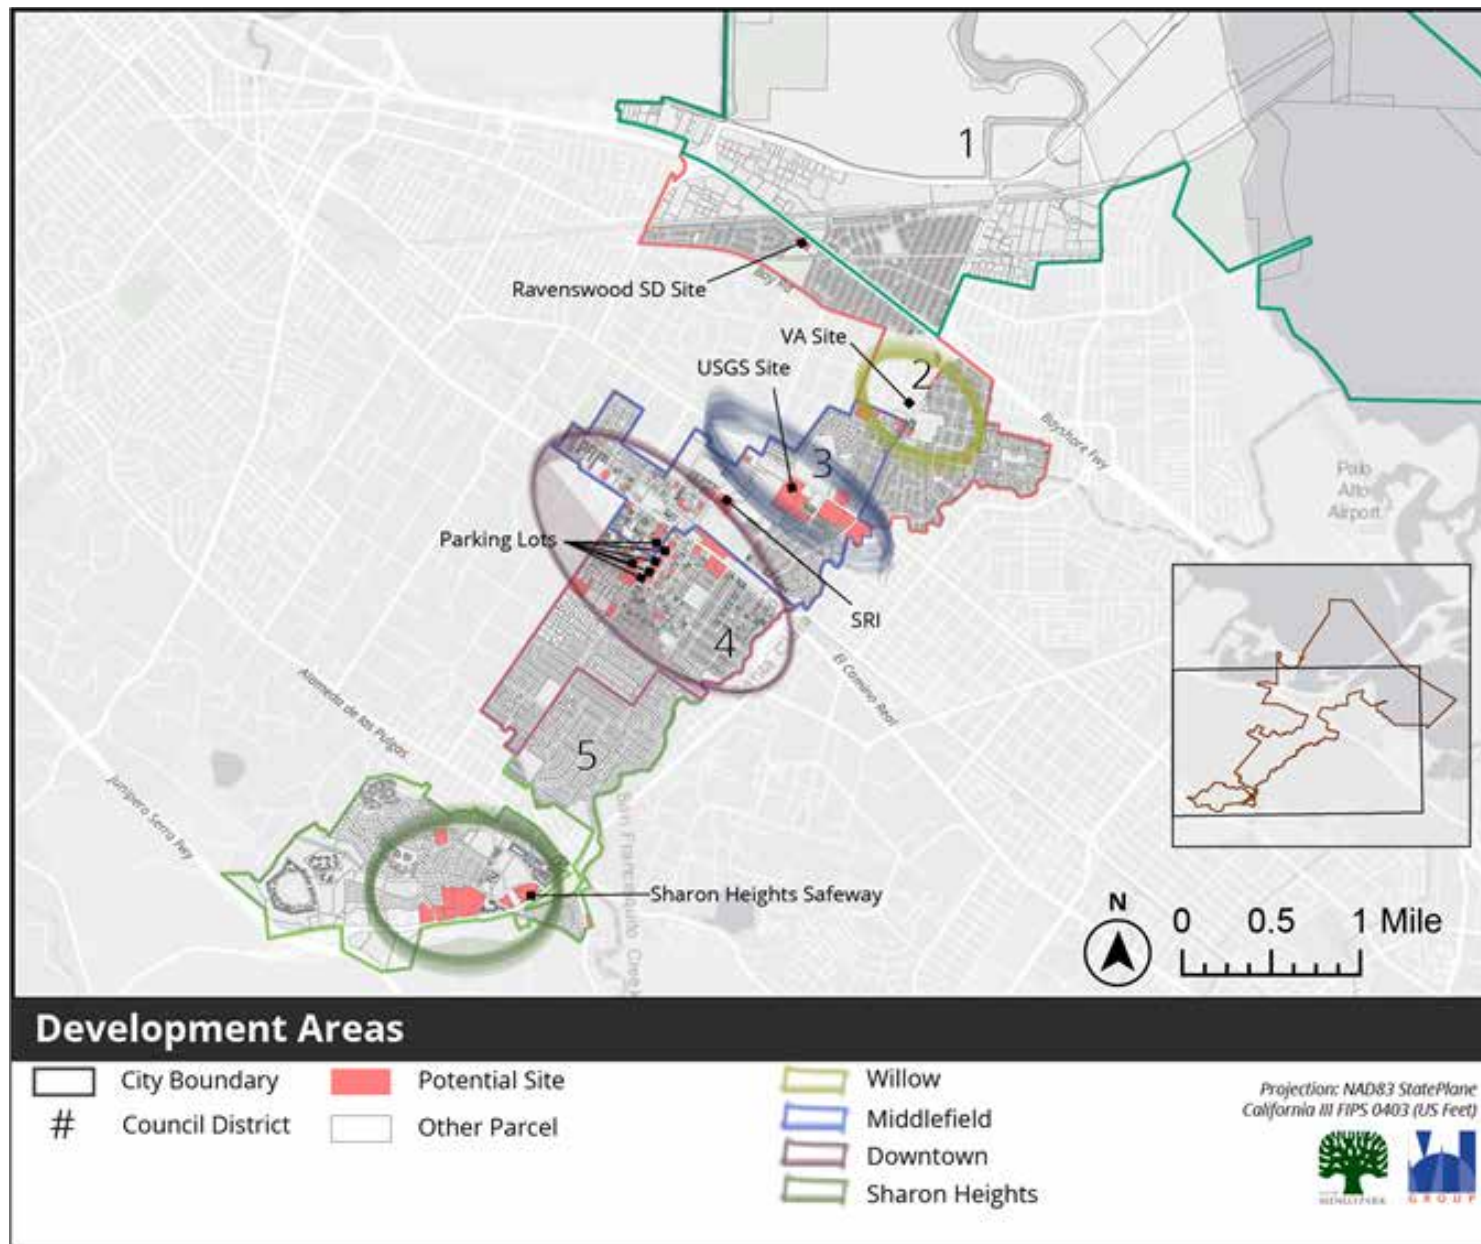 1
Ravenswood SD Site
Bay Rd
VA Site
2
USGS Site
Bayshore Fwy
3
Palo
Alto
Airport
Parking Lots
SRI
4
El Camino Real
Alameda de las Pulgas
5
Junipero Serra Fwy
San Francisquito Creek
Sharon Heights Safeway
N
0 0.5 1 Mile
Development Areas
City Boundary
Potential Site
# Council District
Other Parcel
Willow
Middlefield
Downtown
Sharon Heights
Projection: NAD83 StatePlane
California III FIPS 0403 (US Feet)
MENLO PARK
GROUP